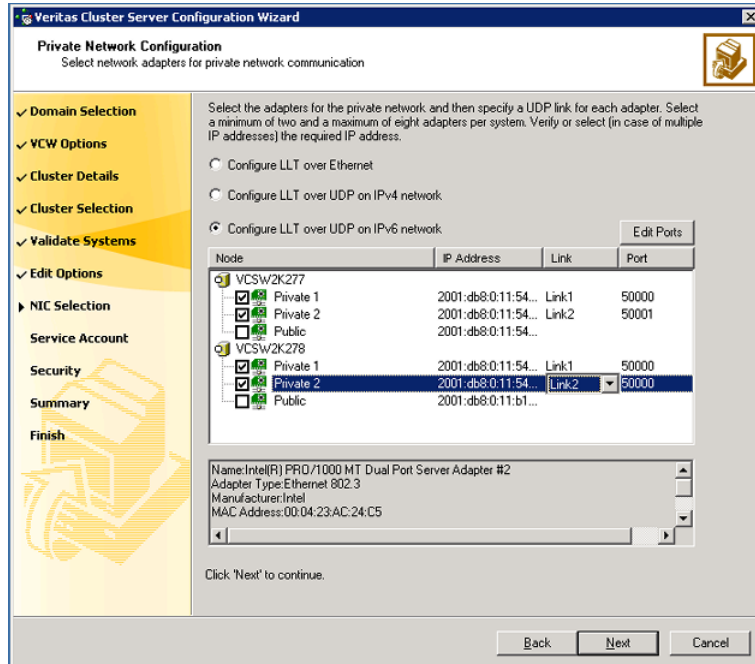 Veritas Cluster Server Configuration Wizard
Private Network Configuration
Select network adapters for private network communication
Domain Selection
VCW Options
Cluster Details
Cluster Selection
Validate Systems
Edit Options
NIC Selection
Service Account
Security
Summary
Finish
Select the adapters for the private network and then specify a UDP link for each adapter. Select
a minimum of two and a maximum of eight adapters per system. Verify or select (in case of multiple
IP addresses) the required IP address.
Configure LLT over Ethernet
Configure LLT over UDP on IPv4 network
Configure LLT over UDP on IPv6 network
Edit Ports
Node IP Address Link Port
VCSW2K277
Private 1 2001:db8:0:11:54... Link1 50000
Private 2 2001:db8:0:11:54... Link2 50001
Public 2001:db8:0:11:54...
VCSW2K278
Private 1 2001:db8:0:11:54... Link1 50000
Private 2 2001:db8:0:11:54... Link2 50000
Public 2001:db8:0:11:b1...
Name:Intel(R) PRO/1000 MT Dual Port Server Adapter #2
Adapter Type:Ethernet 802.3
Manufacturer:Intel
MAC Address:00:04:23:AC:24:C5
Click 'Next' to continue.
Back Next Cancel